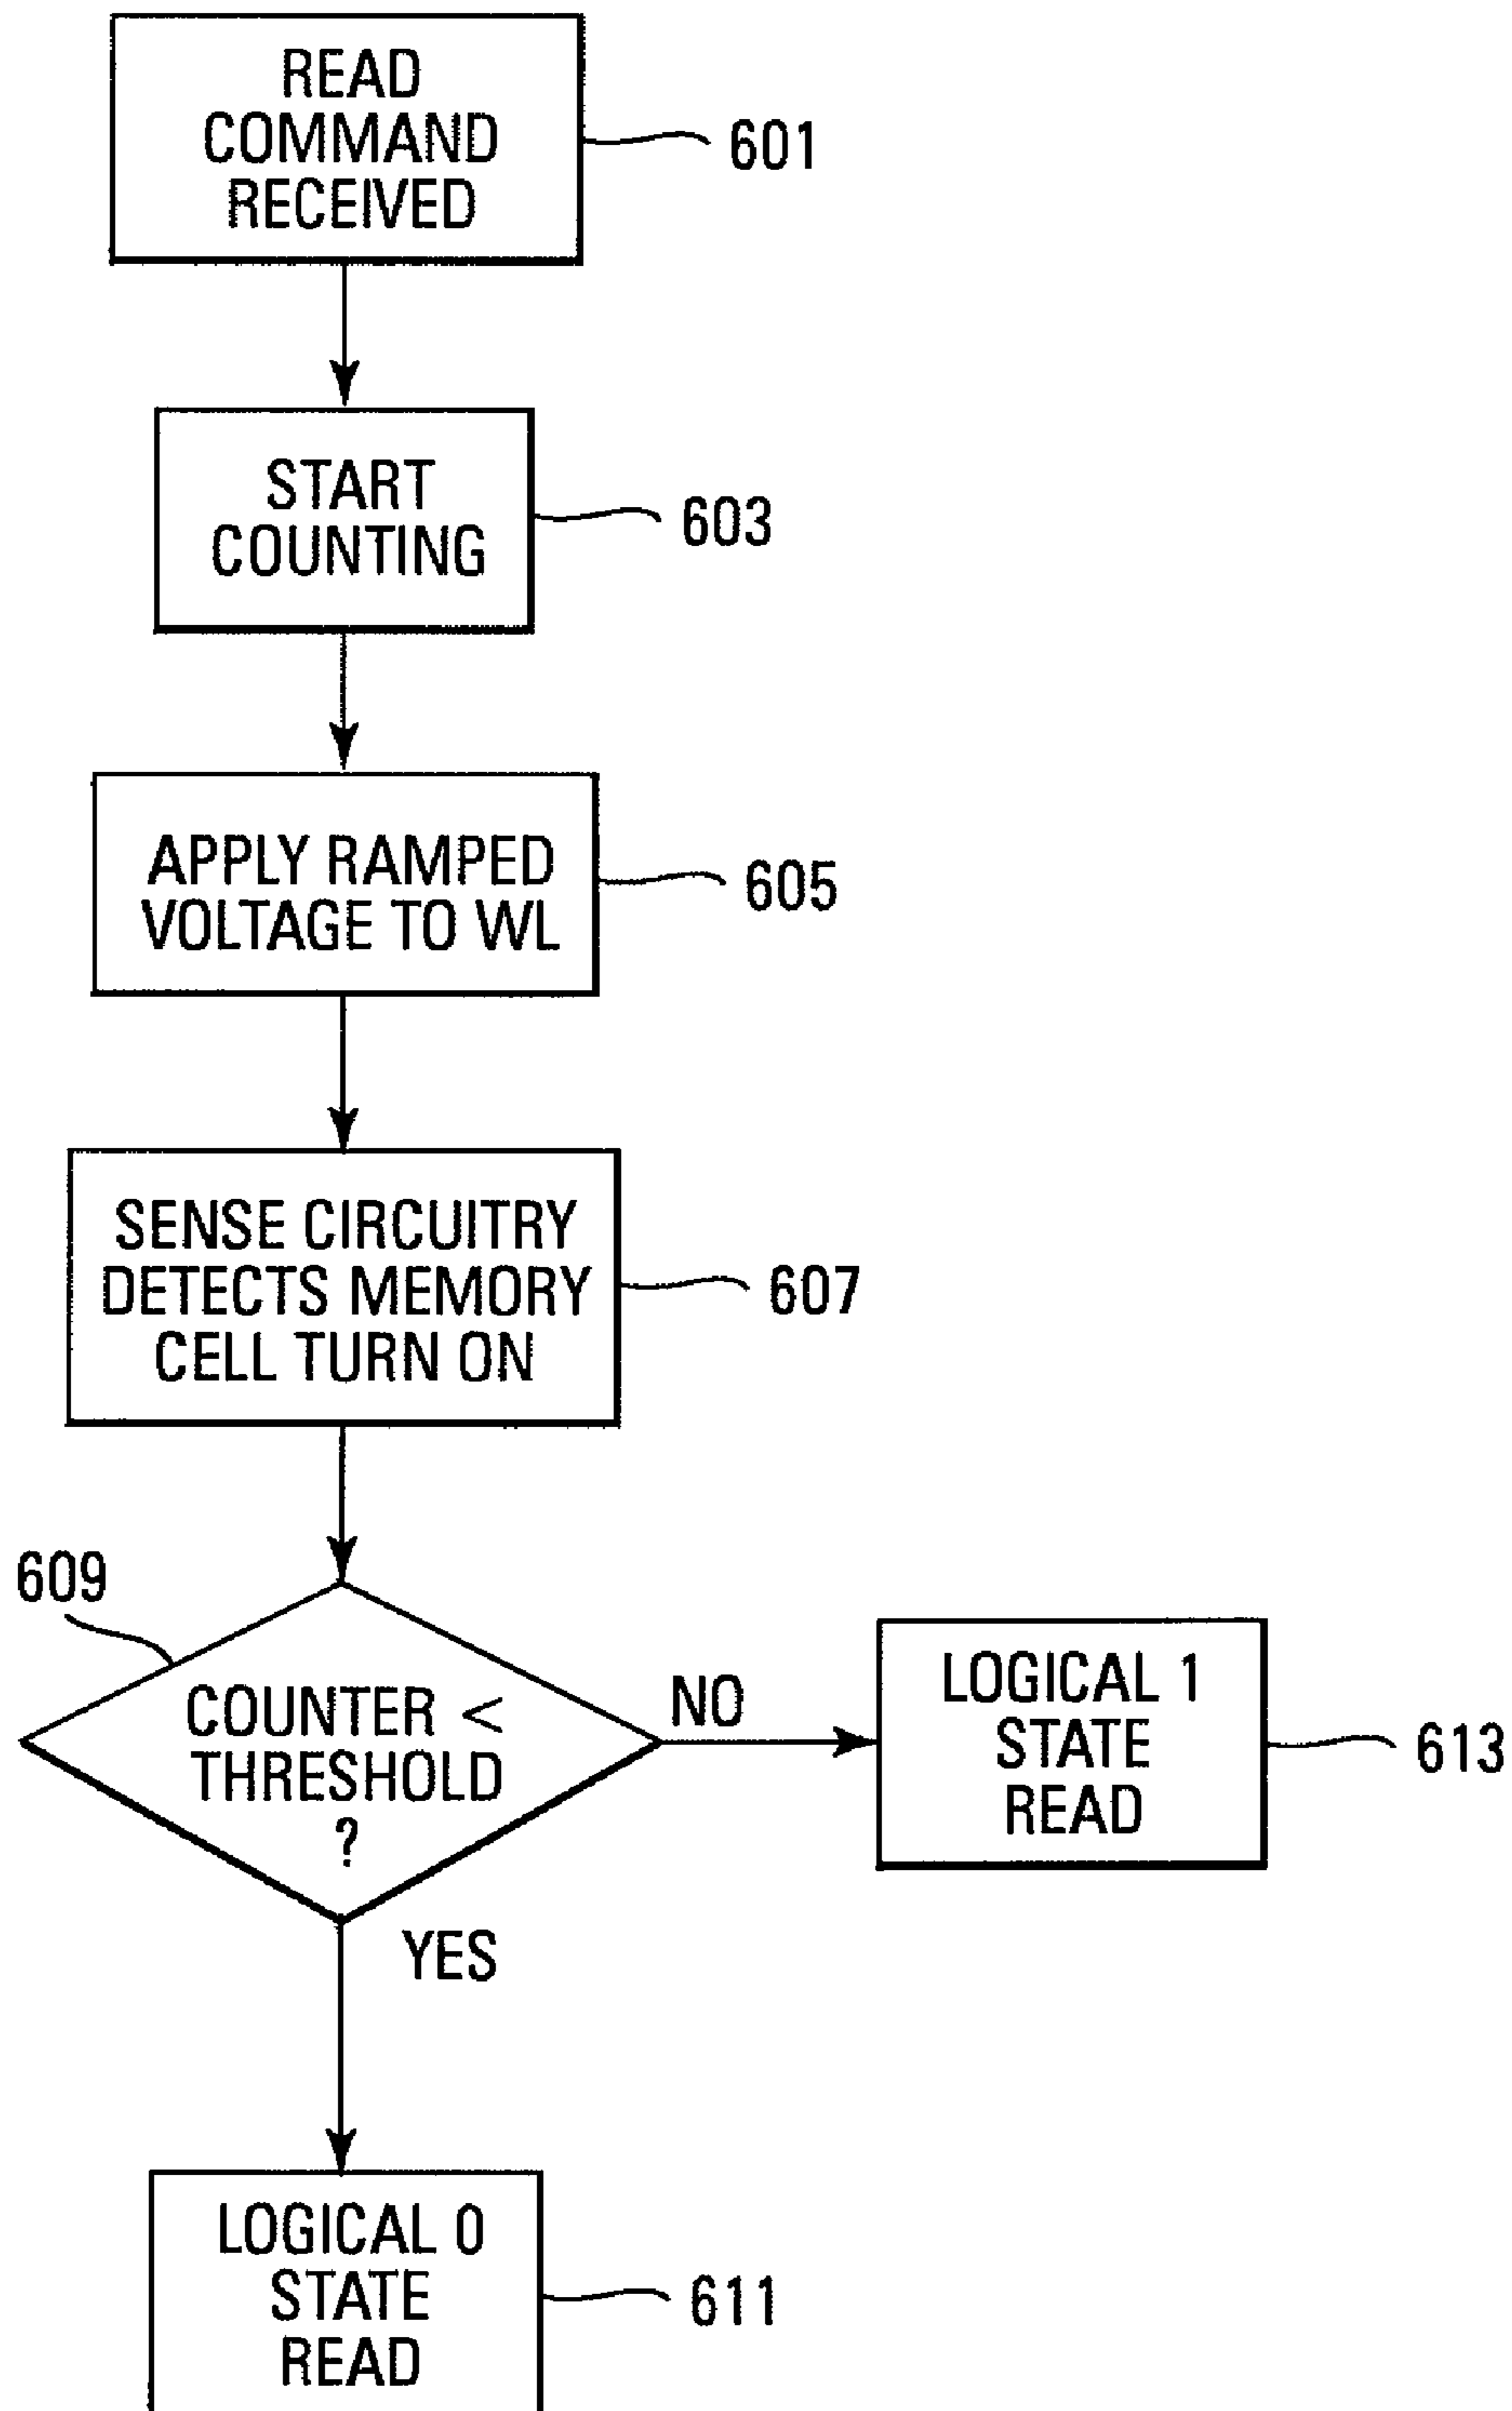 READ
COMMAND
RECEIVED
601
START
COUNTING
603
APPLY RAMPED
VOLTAGE TO WL
605
SENSE CIRCUITRY
DETECTS MEMORY
CELL TURN ON
607
609
COUNTER <
THRESHOLD
?
NO
LOGICAL 1
STATE
READ
613
YES
LOGICAL 0
STATE
READ
611